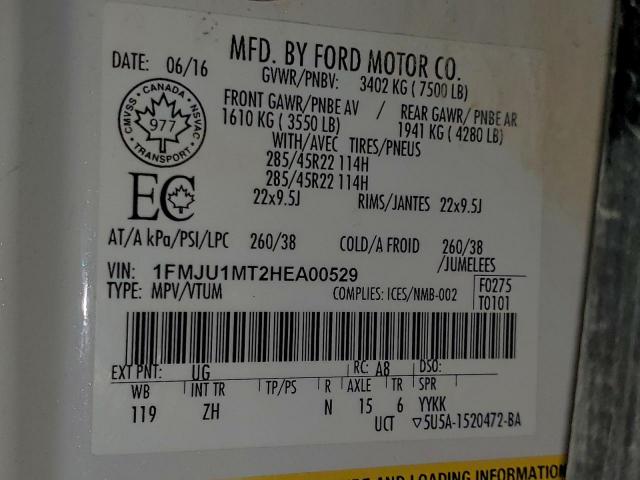 MFD. BY FORD MOTOR CO.
DATE: 06/16
GVWR/PNBV: 3402 KG ( 7500 LB)
FRONT GAWR/PNBE AV / REAR GAWR/ PNBE AR
1610 KG ( 3550 LB) 1941 KG ( 4280 LB)
WITH/AVEC TIRES/PNEUS
285/45R22 114H
285/45R22 114H
22x9.5J RIMS/JANTES 22x9.5J
CMVSS · CANADA · NSVAC · TRANSPORT ·
977
EC
AT/A kPa/PSI/LPC 260/38 COLD/A FROID 260/38
/JUMELEES
VIN: 1FMJU1MT2HEA00529
TYPE: MPV/VTUM COMPLIES: ICES/NMB-002
F0275
T0101
EXT PNT: UG RC: A8 DSO:
WB INT TR TP/PS R AXLE TR SPR
119 ZH N 15 6 YYKK
UCT ▽5U5A-1520472-BA
AND LOADING INFORMATION